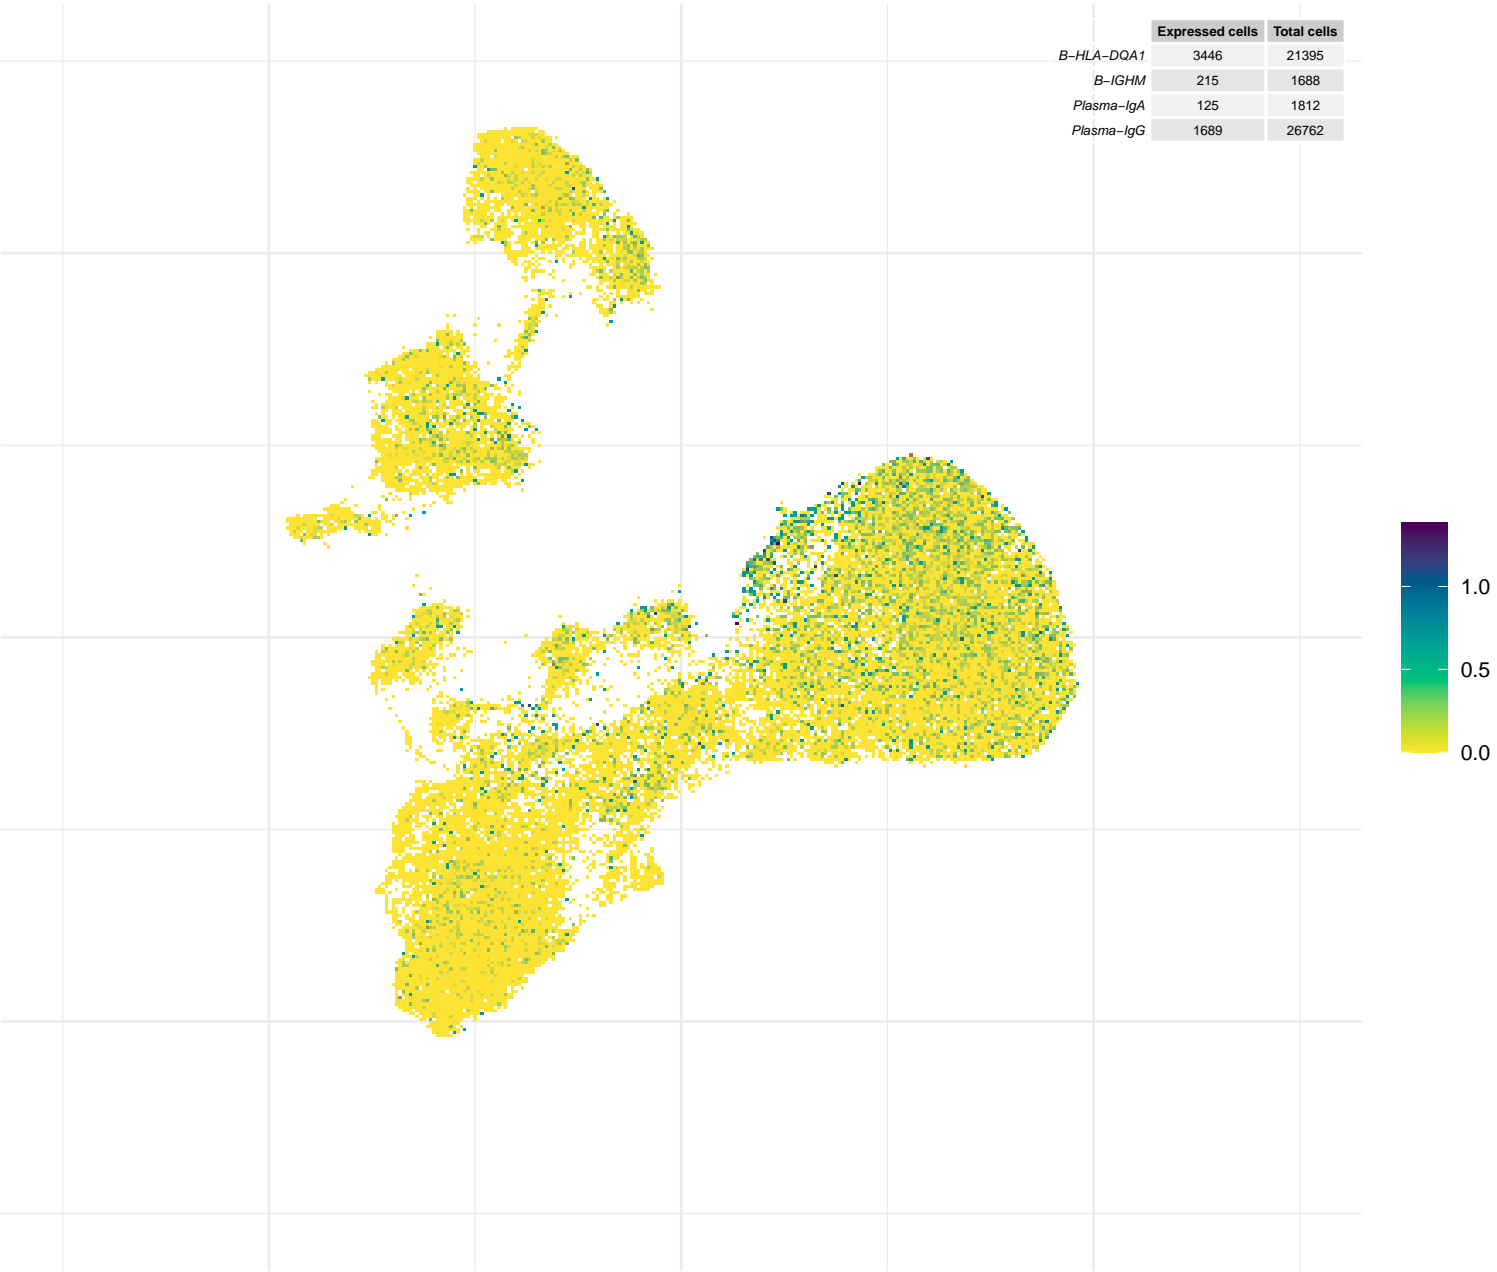 Expressed cells Total cells
B−HLA−DQA1 3446 21395
B−IGHM 215 1688
Plasma−IgA 125 1812
Plasma−IgG 1689 26762
1.0
0.5
0.0